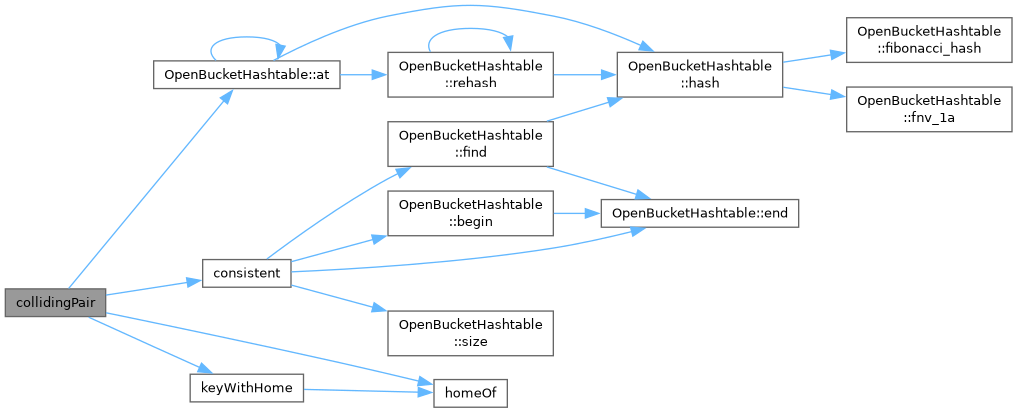 OpenBucketHashtable
::fibonacci_hash
OpenBucketHashtable::at
OpenBucketHashtable
::rehash
OpenBucketHashtable
::hash
OpenBucketHashtable
::fnv_1a
OpenBucketHashtable
::find
OpenBucketHashtable
::begin
OpenBucketHashtable::end
consistent
collidingPair
OpenBucketHashtable
::size
keyWithHome
homeOf